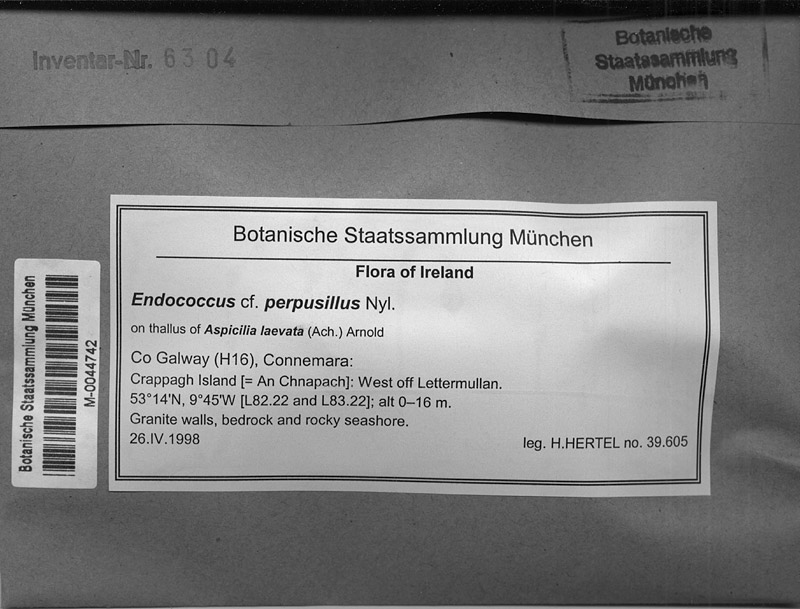 Inventar-Nr. 6304
Botanische
Staatssammlung
München
Botanische Staatssammlung München
M-0044742
Botanische Staatssammlung München
Flora of Ireland
Endococcus cf. perpusillus Nyl.
on thallus of Aspicilia laevata (Ach.) Arnold
Co Galway (H16), Connemara:
Crappagh Island [= An Chnapach]: West off Lettermullan.
53°14'N, 9°45'W [L82.22 and L83.22]; alt 0–16 m.
Granite walls, bedrock and rocky seashore.
26.IV.1998 leg. H.HERTEL no. 39.605